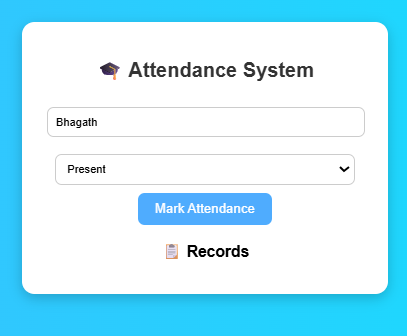 🎓 Attendance System
Bhagath
Present
Mark Attendance
📋 Records